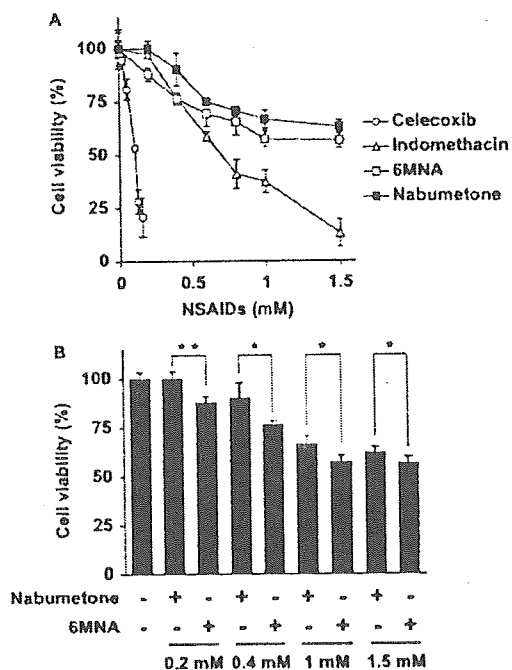 A
Cell viability (%)
100
75
50
25
0
0
0.5
1
1.5
NSAIDs (mM)
Celecoxib
Indomethacin
6MNA
Nabumetone
B
Cell viability (%)
100
75
50
25
0
* *
*
*
*
Nabumetone - + - + - + - + -
6MNA - - + - + - + - +
0.2 mM 0.4 mM 1 mM 1.5 mM